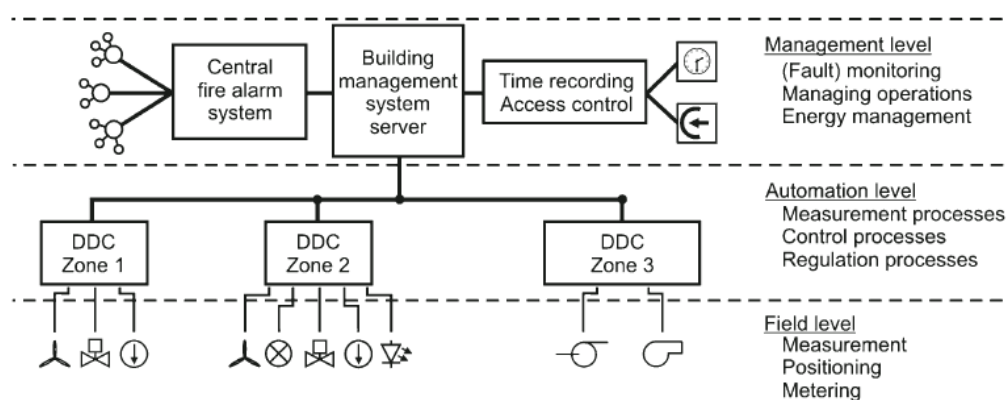 Central
fire alarm
system
Building
management
system
server
Time recording
Access control
Management level
(Fault) monitoring
Managing operations
Energy management
DDC
Zone 1
DDC
Zone 2
DDC
Zone 3
Automation level
Measurement processes
Control processes
Regulation processes
Field level
Measurement
Positioning
Metering